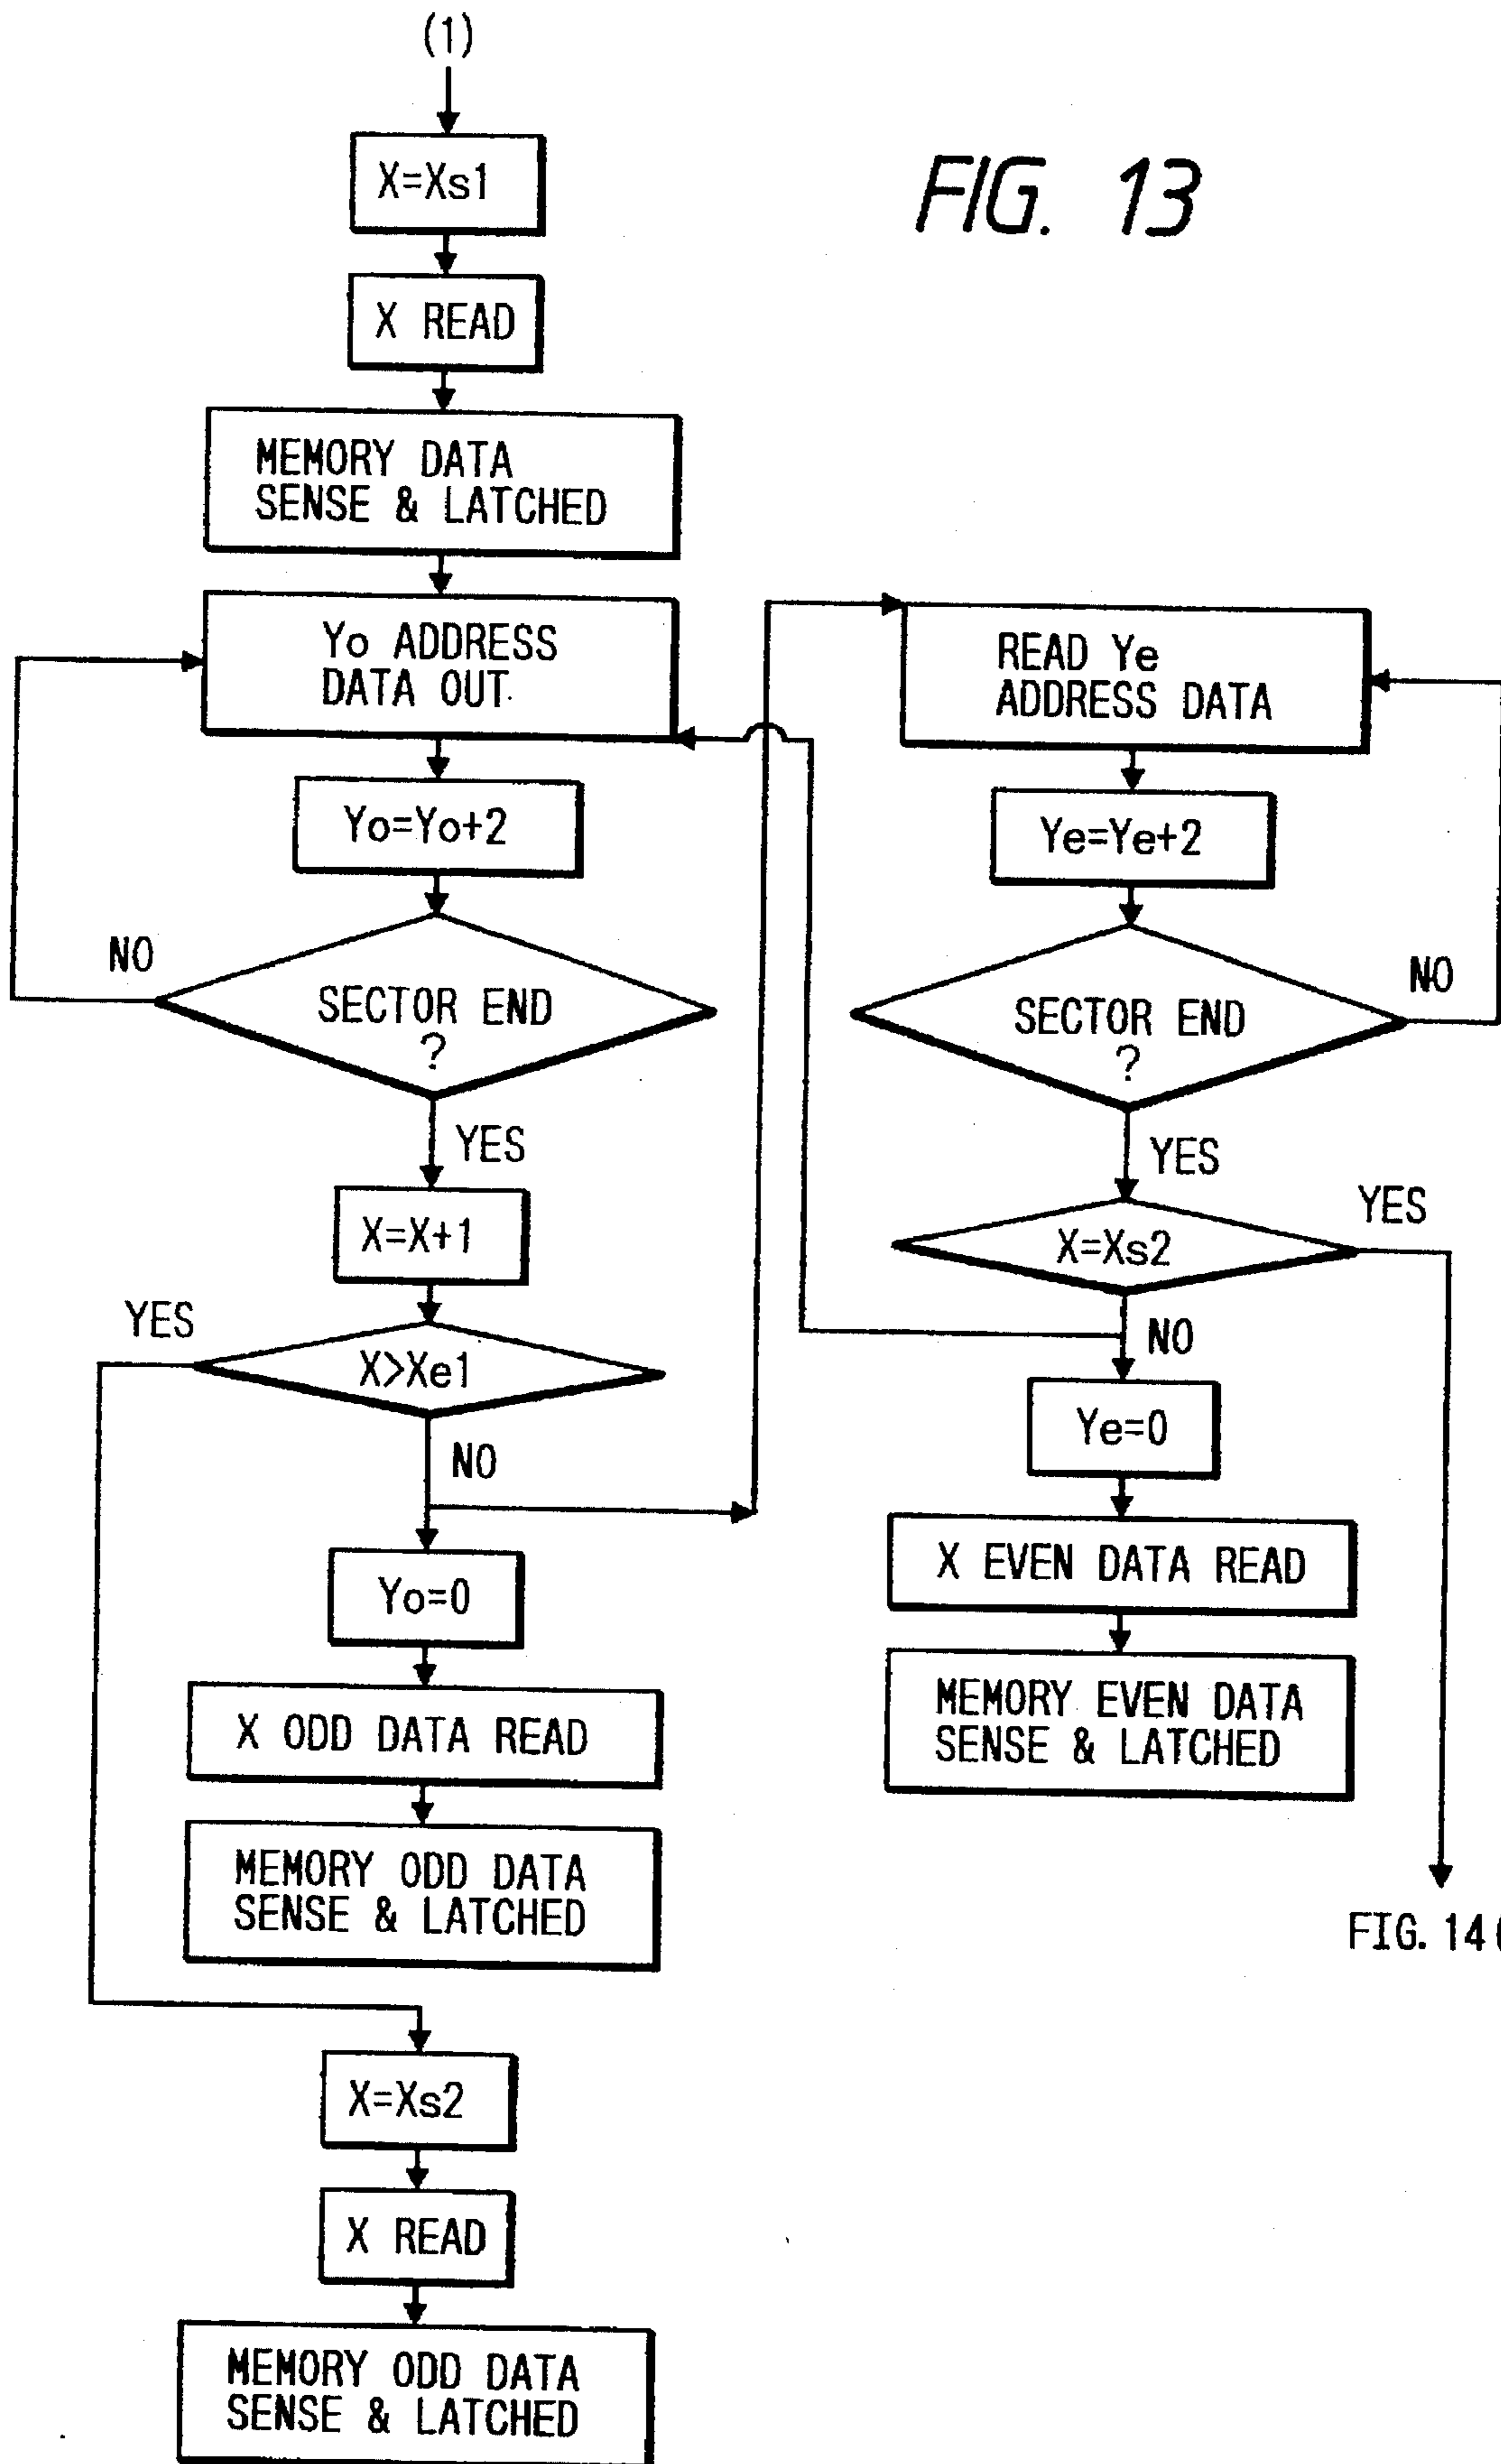 (1)
FIG. 13
X=Xs1
X READ
MEMORY DATA
SENSE & LATCHED
Yo ADDRESS
DATA OUT
Yo=Yo+2
NO
SECTOR END
?
YES
X=X+1
YES
X>Xe1
NO
Yo=0
X ODD DATA READ
MEMORY ODD DATA
SENSE & LATCHED
X=Xs2
X READ
MEMORY ODD DATA
SENSE & LATCHED
READ Ye
ADDRESS DATA
Ye=Ye+2
NO
SECTOR END
?
YES
YES
X=Xs2
NO
Ye=0
X EVEN DATA READ
MEMORY EVEN DATA
SENSE & LATCHED
FIG. 14 (